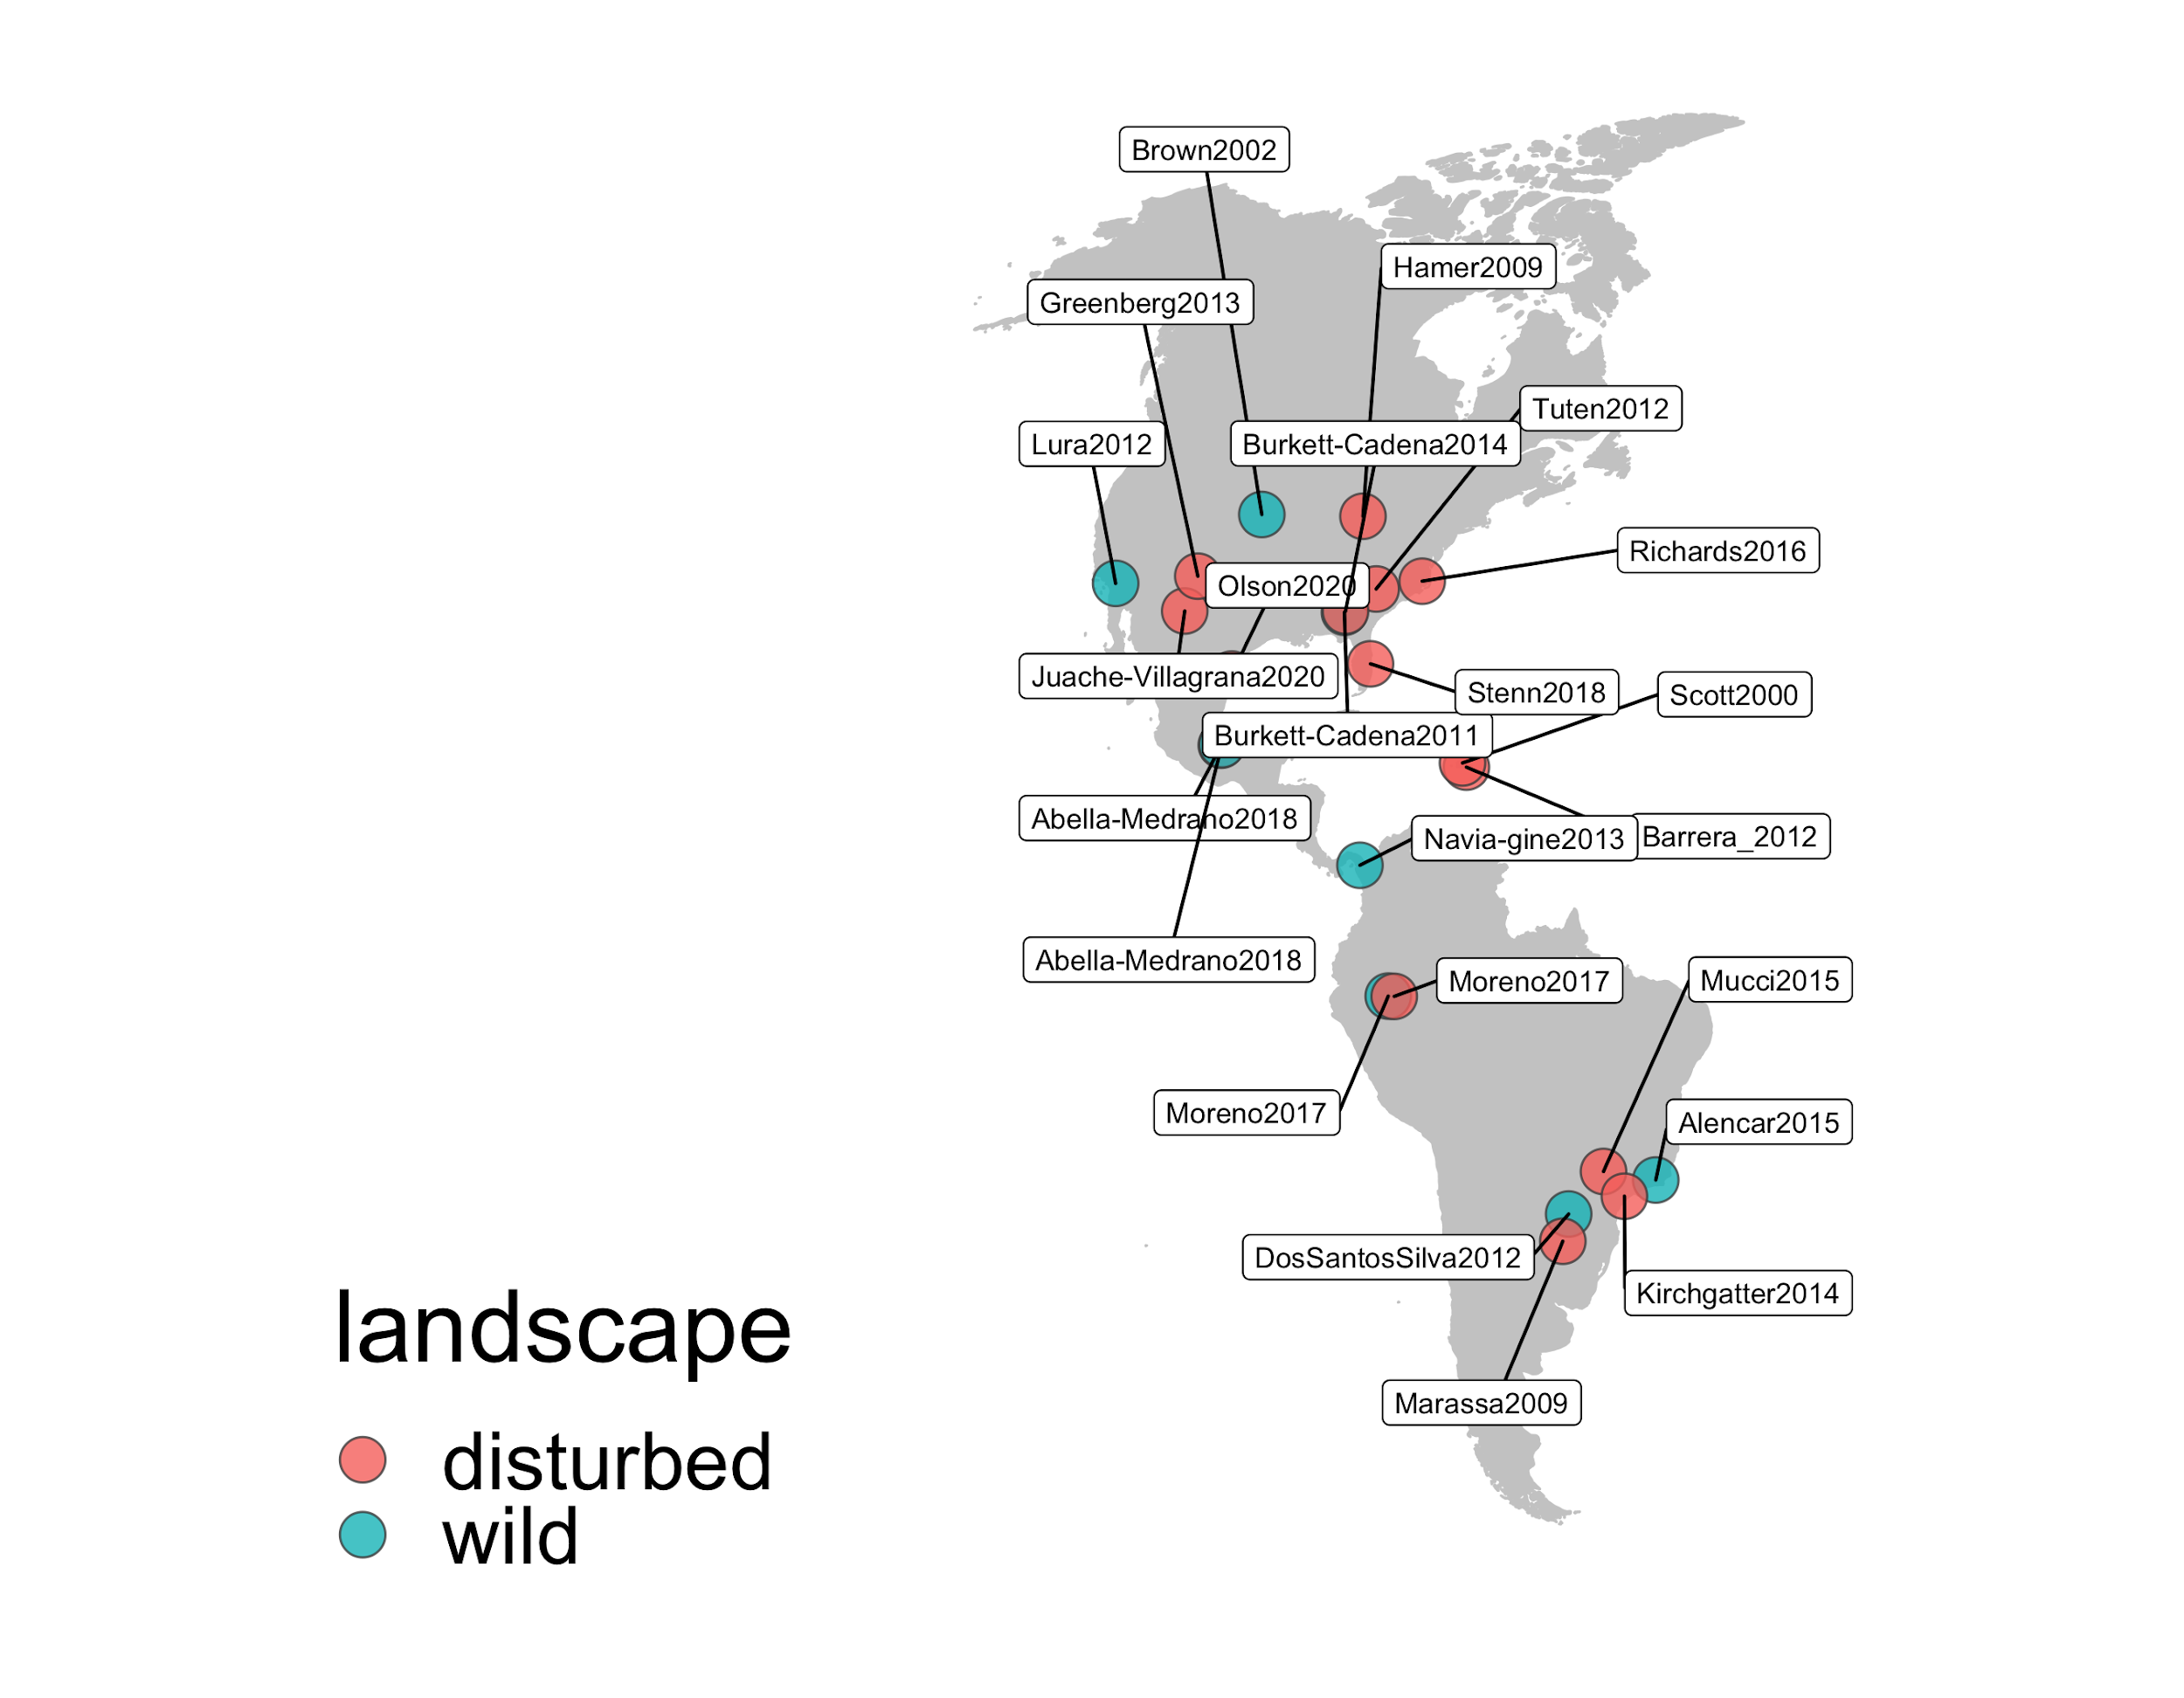 Brown2002
Hamer2009
Greenberg2013
Tuten2012
Lura2012
Burkett-Cadena2014
Richards2016
Olson2020
Juache-Villagrana2020
Stenn2018
Scott2000
Burkett-Cadena2011
Abella-Medrano2018
Navia-gine2013
Barrera_2012
Abella-Medrano2018
Moreno2017
Mucci2015
Moreno2017
Alencar2015
DosSantosSilva2012
Kirchgatter2014
Marassa2009
landscape
disturbed
wild